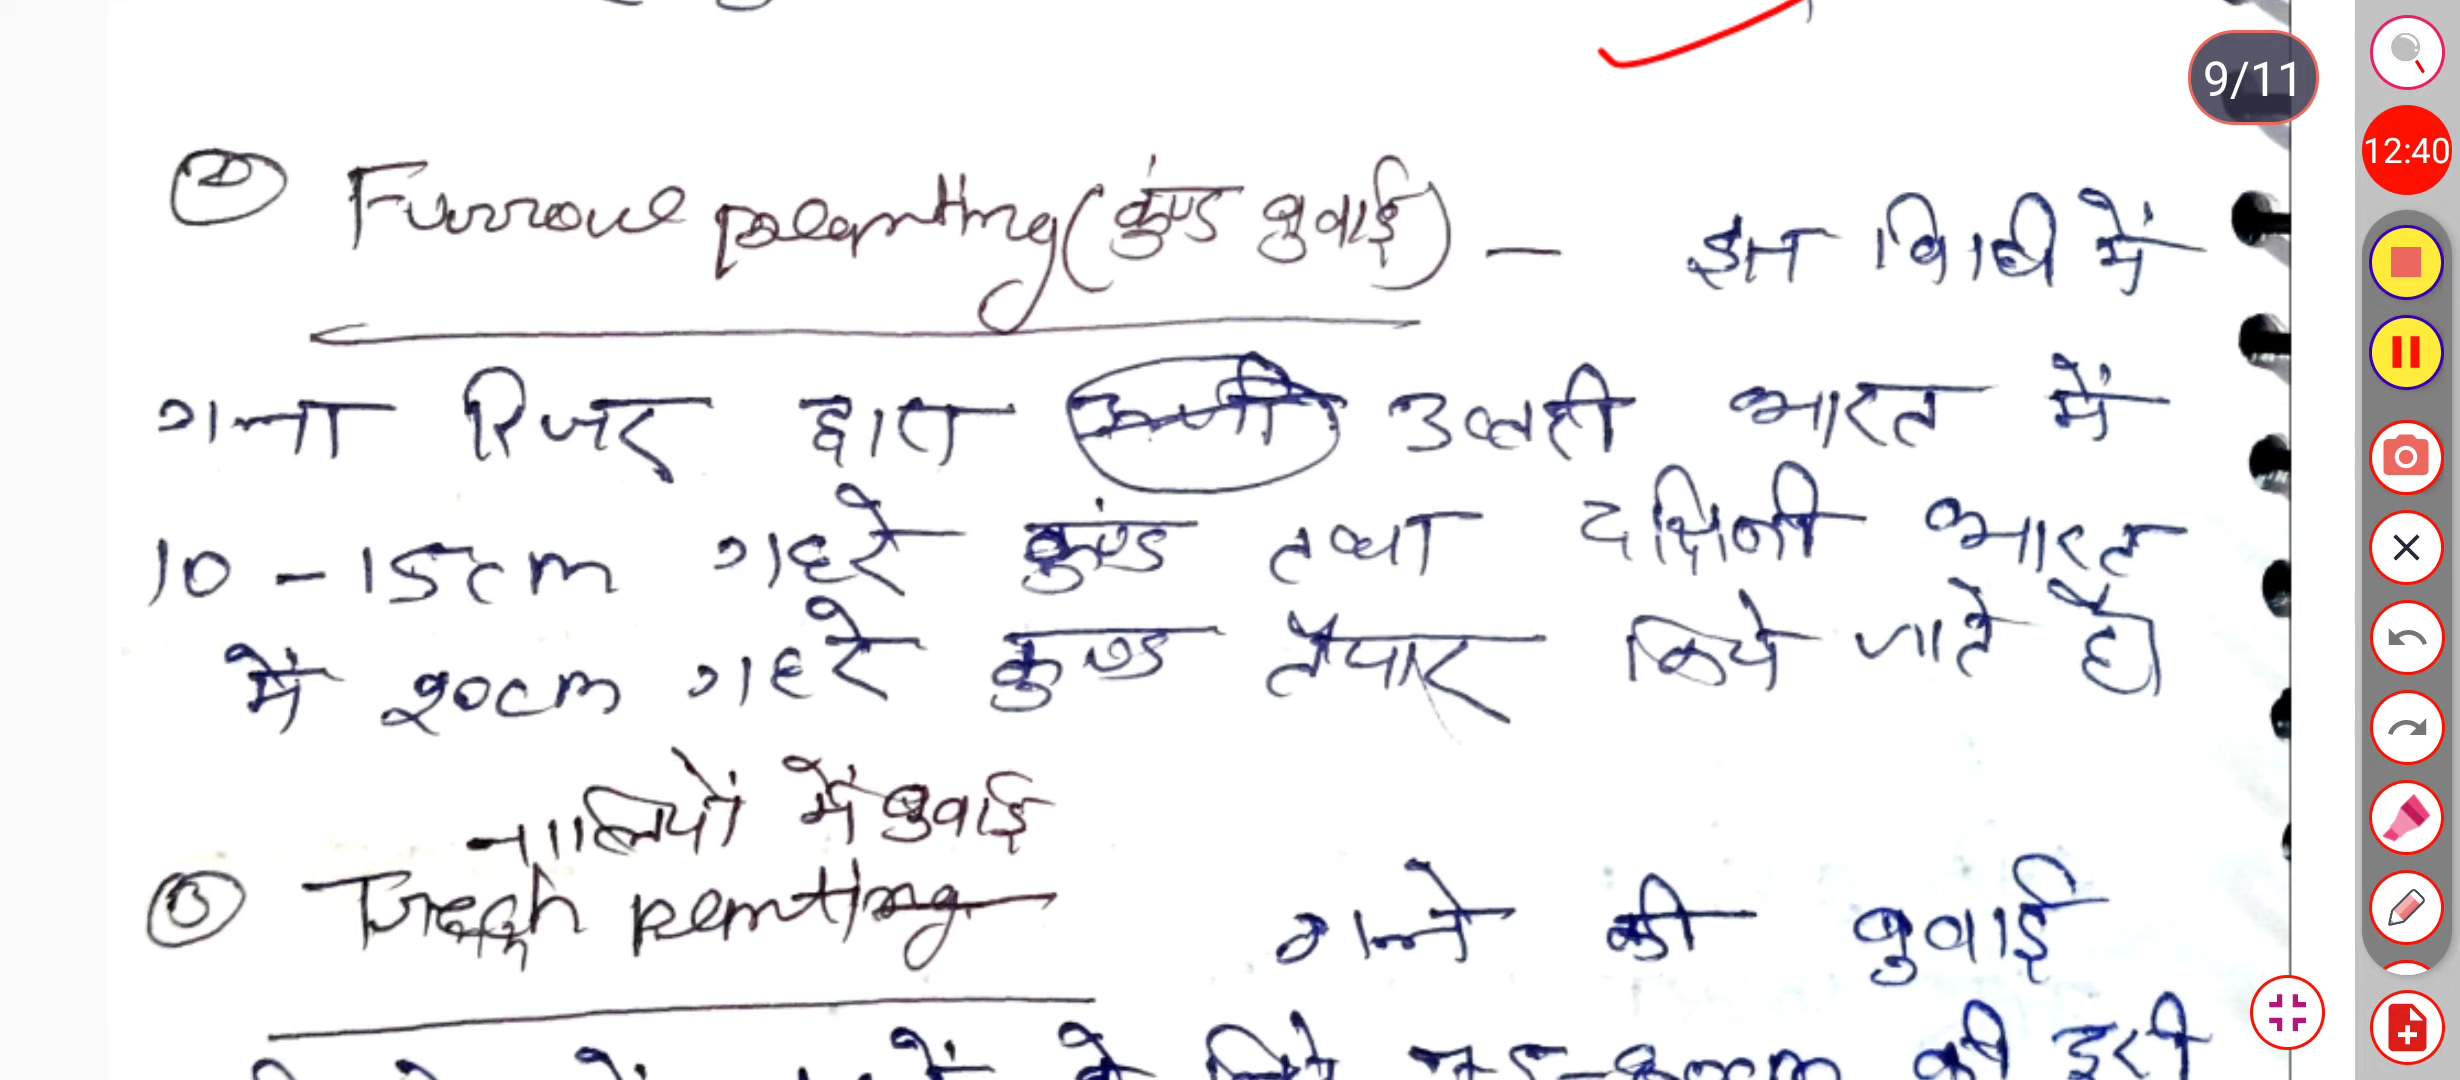 9/11
12:40
② Furrow planting (कुण्ड बुवाई) – इस विधी में
गन्ना रिजर द्वारा उत्तरी भारत में
10-15cm गहरे कुण्ड तथा दक्षिणी भारत
में 20cm गहरे कुण्ड तैयार किये जाते है।
नालियों में बुवाई
③ Trench planting गन्ने की बुवाई
की दूरी